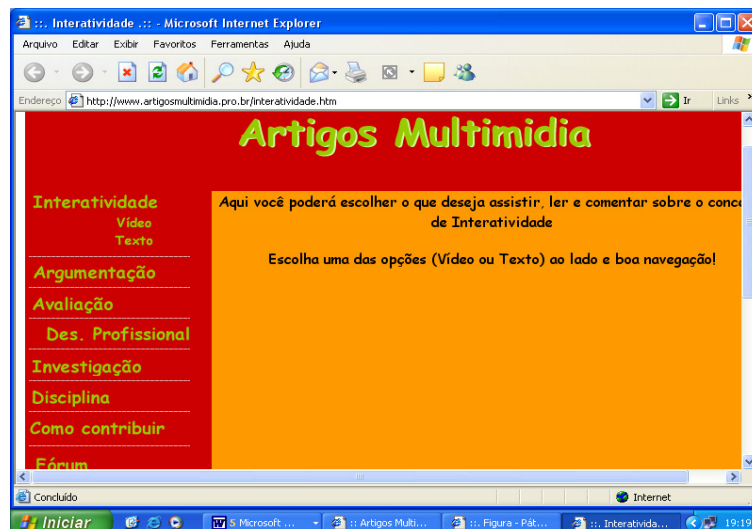 ::. Interatividade .:: - Microsoft Internet Explorer
Arquivo Editar Exibir Favoritos Ferramentas Ajuda
Endereço http://www.artigosmultimidia.pro.br/interatividade.htm Ir Links
Artigos Multimidia
Interatividade
Vídeo
Texto
Argumentação
Avaliação
Des. Profissional
Investigação
Disciplina
Como contribuir
Fórum
Aqui você poderá escolher o que deseja assistir, ler e comentar sobre o conce
de Interatividade
Escolha uma das opções (Vídeo ou Texto) ao lado e boa navegação!
Concluído Internet
Iniciar 5 Microsoft ... :: Artigos Multi... ::. Figura - Pát... ::. Interativida... 19:19